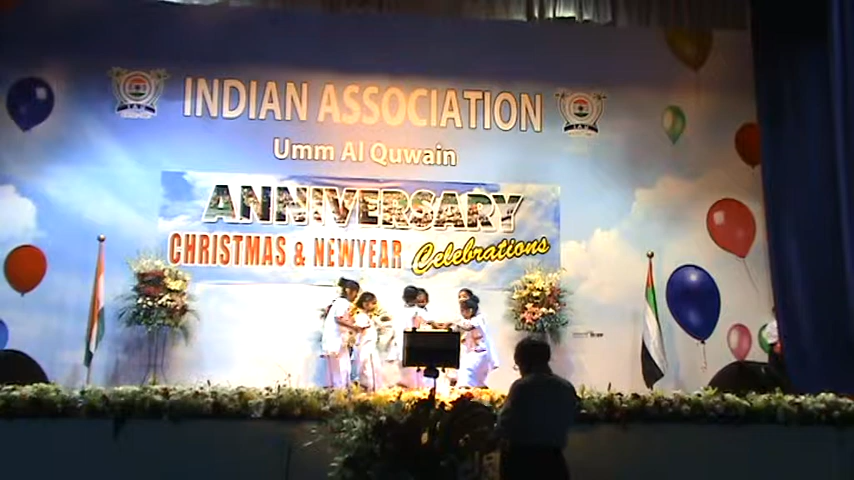 INDIAN ASSOCIATION
Umm Al Quwain
ANNIVERSARY
CHRISTMAS & NEWYEAR Celebrations